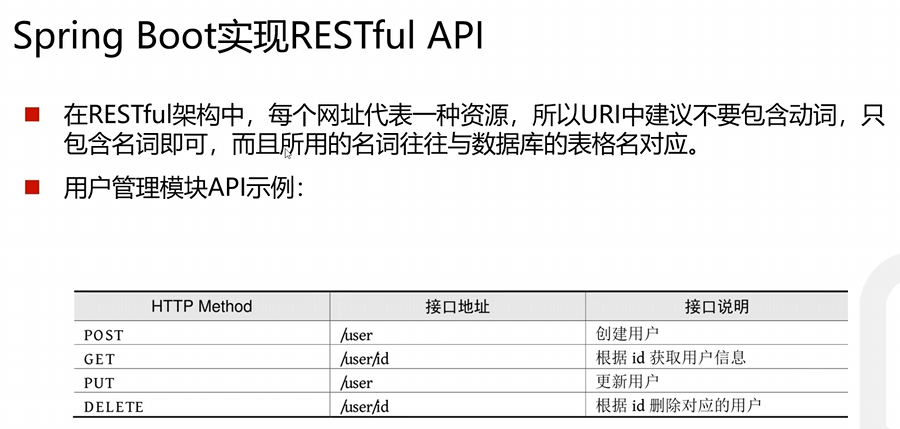 Spring Boot实现RESTful API
在RESTful架构中，每个网址代表一种资源，所以URI中建议不要包含动词，只
包含名词即可，而且所用的名词往往与数据库的表格名对应。
用户管理模块API示例：
HTTP Method 接口地址 接口说明
POST /user 创建用户
GET /user/id 根据 id 获取用户信息
PUT /user 更新用户
DELETE /user/id 根据 id 删除对应的用户